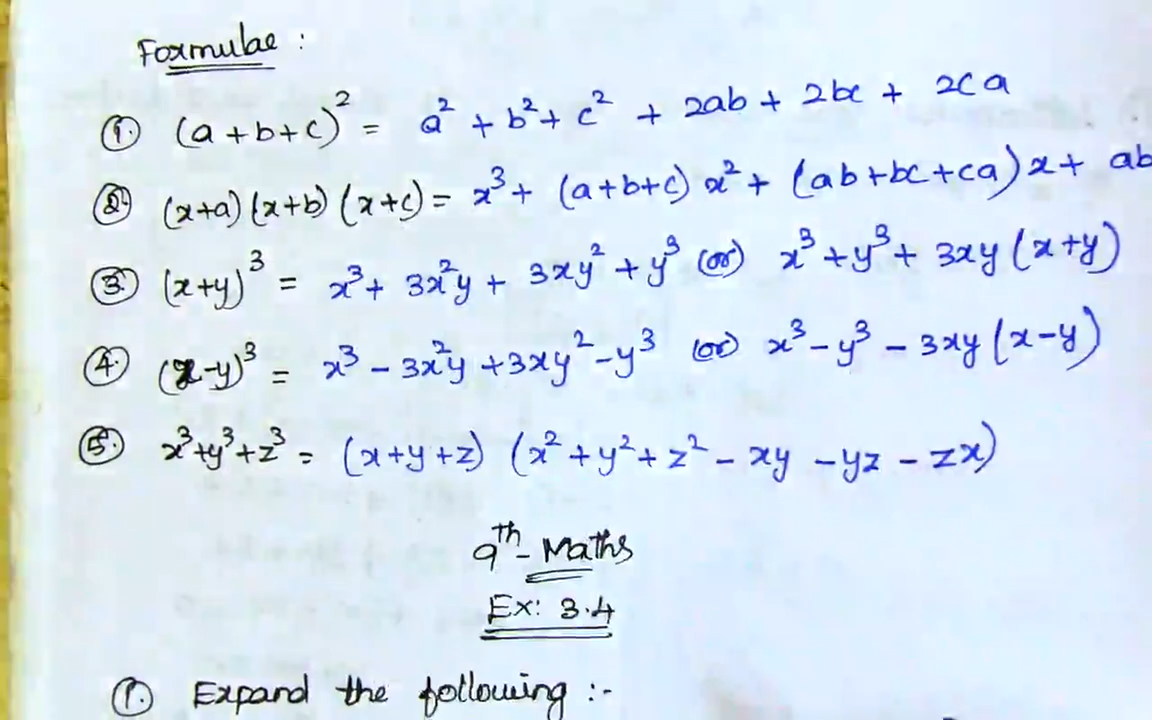 Formulae :
①. (a+b+c)² = a² + b² + c² + 2ab + 2bc + 2ca
②. (x+a)(x+b)(x+c) = x³ + (a+b+c)x² + (ab+bc+ca)x + ab
③. (x+y)³ = x³ + 3x²y + 3xy² + y³ (or) x³ + y³ + 3xy(x+y)
④. (x-y)³ = x³ - 3x²y + 3xy² - y³ (or) x³ - y³ - 3xy(x-y)
⑤. x³+y³+z³ = (x+y+z) (x² + y² + z² - xy - yz - zx)
9th - Maths
Ex: 3.4
①. Expand the following :-